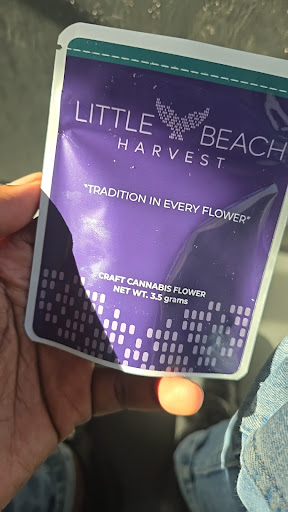 LITTLE BEACH
HARVEST
"TRADITION IN EVERY FLOWER"
CRAFT CANNABIS FLOWER
NET WT. 3.5 grams